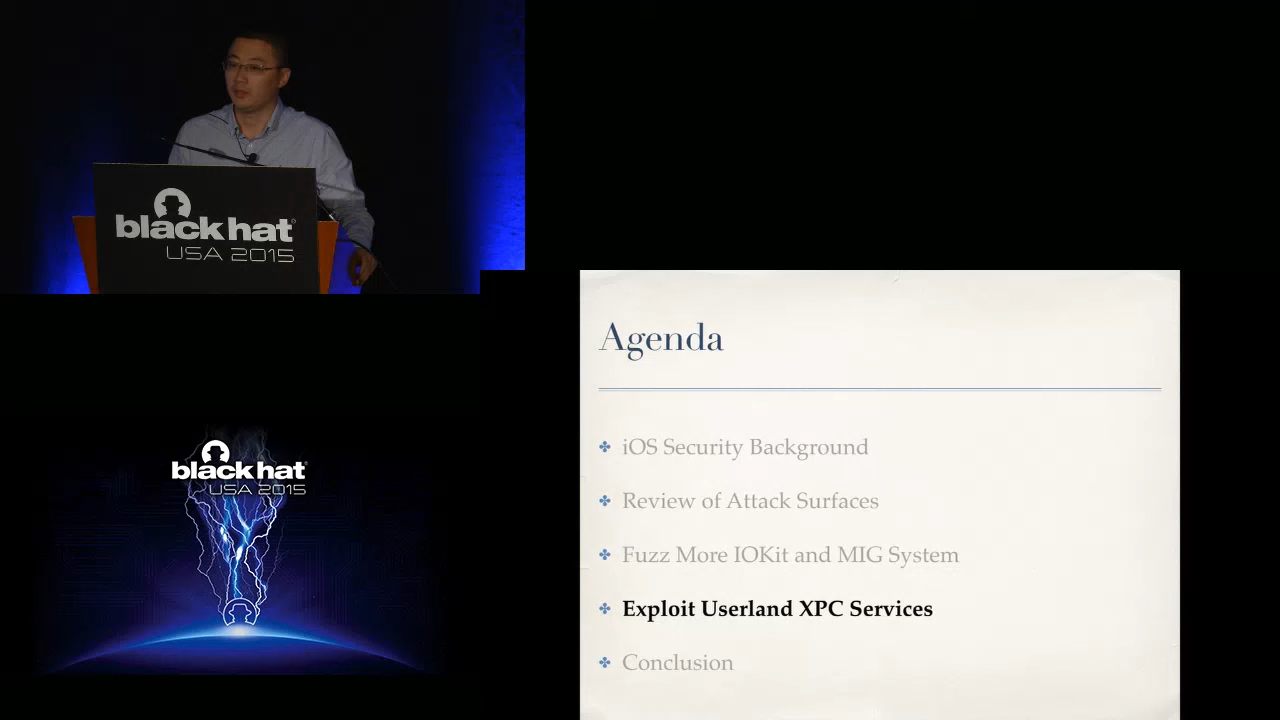 black hat
USA 2015
black hat
USA 2015
Agenda
iOS Security Background
Review of Attack Surfaces
Fuzz More IOKit and MIG System
Exploit Userland XPC Services
Conclusion